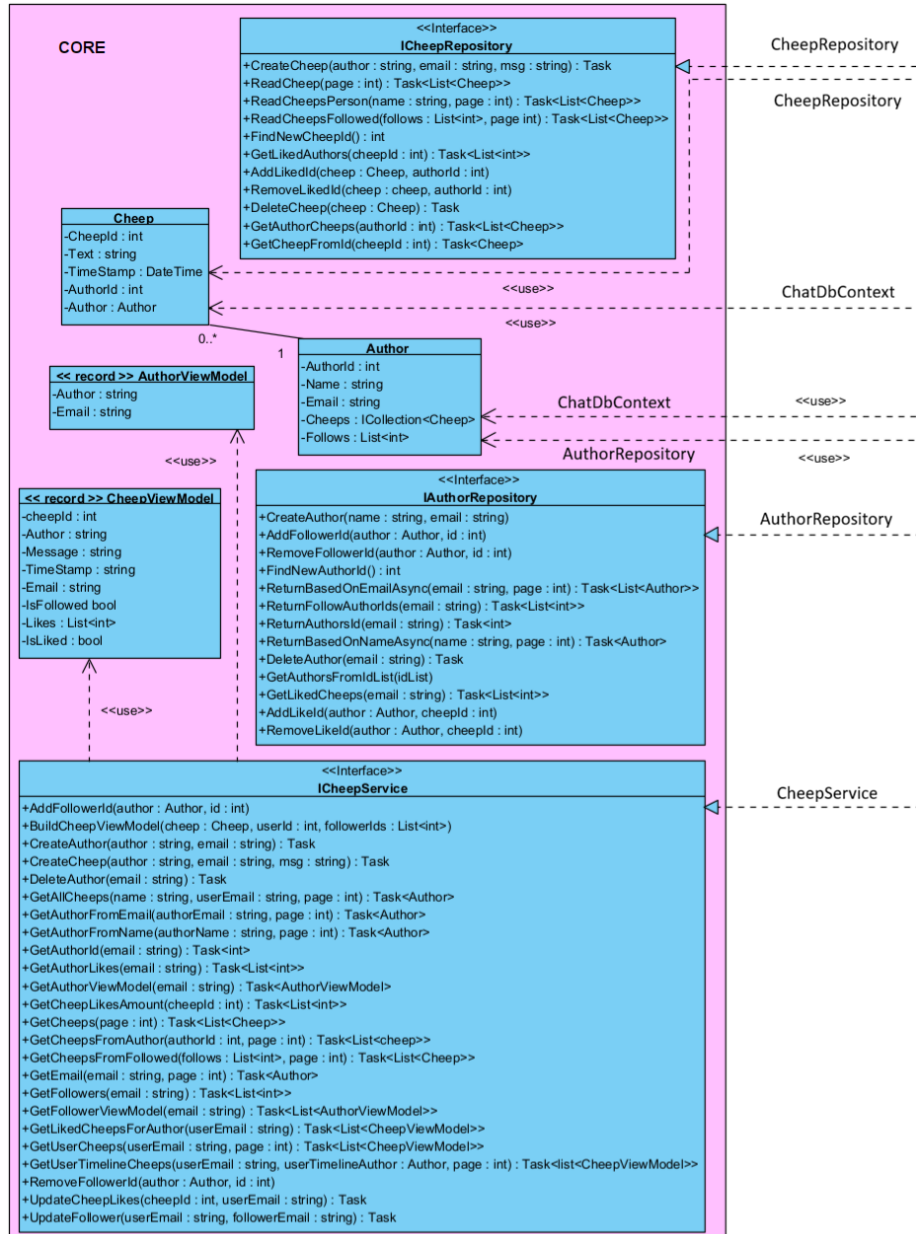 CORE
<<Interface>>
ICheepRepository
+CreateCheep(author : string, email : string, msg : string) : Task
+ReadCheep(page : int) : Task<List<Cheep>>
+ReadCheepsPerson(name : string, page : int) : Task<List<Cheep>>
+ReadCheepsFollowed(follows : List<int>, page int) : Task<List<Cheep>>
+FindNewCheepId() : int
+GetLikedAuthors(cheepId : int) : Task<List<int>>
+AddLikedId(cheep : Cheep, authorId : int)
+RemoveLikedId(cheep : cheep, authorId : int)
+DeleteCheep(cheep : Cheep) : Task
+GetAuthorCheeps(authorId : int) : Task<List<Cheep>>
+GetCheepFromId(cheepId : int) : Task<Cheep>
CheepRepository
CheepRepository
Cheep
-CheepId : int
-Text : string
-TimeStamp : DateTime
-AuthorId : int
-Author : Author
<<use>>
ChatDbContext
<<use>>
0..*
1
Author
-AuthorId : int
-Name : string
-Email : string
-Cheeps : ICollection<Cheep>
-Follows : List<int>
<< record >> AuthorViewModel
-Author : string
-Email : string
ChatDbContext
<<use>>
AuthorRepository
<<use>>
<<use>>
<< record >> CheepViewModel
-cheepId : int
-Author : string
-Message : string
-TimeStamp : string
-Email : string
-IsFollowed bool
-Likes : List<int>
-IsLiked : bool
<<Interface>>
IAuthorRepository
+CreateAuthor(name : string, email : string)
+AddFollowerId(author : Author, id : int)
+RemoveFollowerId(author : Author, id : int)
+FindNewAuthorId() : int
+ReturnBasedOnEmailAsync(email : string, page : int) : Task<List<Author>>
+ReturnFollowAuthorIds(email : string) : Task<List<int>>
+ReturnAuthorsId(email : string) : Task<int>
+ReturnBasedOnNameAsync(name : string, page : int) : Task<Author>
+DeleteAuthor(email : string) : Task
+GetAuthorsFromIdList(idList)
+GetLikedCheeps(email : string) : Task<List<int>>
+AddLikeId(author : Author, cheepId : int)
+RemoveLikeId(author : Author, cheepId : int)
AuthorRepository
<<use>>
<<Interface>>
ICheepService
+AddFollowerId(author : Author, id : int)
+BuildCheepViewModel(cheep : Cheep, userId : int, followerIds : List<int>)
+CreateAuthor(author : string, email : string) : Task
+CreateCheep(author : string, email : string, msg : string) : Task
+DeleteAuthor(email : string) : Task
+GetAllCheeps(name : string, userEmail : string, page : int) : Task<Author>
+GetAuthorFromEmail(authorEmail : string, page : int) : Task<Author>
+GetAuthorFromName(authorName : string, page : int) : Task<Author>
+GetAuthorId(email : string) : Task<int>
+GetAuthorLikes(email : string) : Task<List<int>>
+GetAuthorViewModel(email : string) : Task<AuthorViewModel>
+GetCheepLikesAmount(cheepId : int) : Task<List<int>>
+GetCheeps(page : int) : Task<List<Cheep>>
+GetCheepsFromAuthor(authorId : int, page : int) : Task<List<cheep>>
+GetCheepsFromFollowed(follows : List<int>, page : int) : Task<List<Cheep>>
+GetEmail(email : string, page : int) : Task<Author>
+GetFollowers(email : string) : Task<List<int>>
+GetFollowerViewModel(email : string) : Task<List<AuthorViewModel>>
+GetLikedCheepsForAuthor(userEmail : string) : Task<List<CheepViewModel>>
+GetUserCheeps(userEmail : string, page : int) : Task<List<CheepViewModel>>
+GetUserTimelineCheeps(userEmail : string, userTimelineAuthor : Author, page : int) : Task<list<CheepViewModel>>
+RemoveFollowerId(author : Author, id : int)
+UpdateCheepLikes(cheepId : int, userEmail : string) : Task
+UpdateFollower(userEmail : string, followerEmail : string) : Task
CheepService